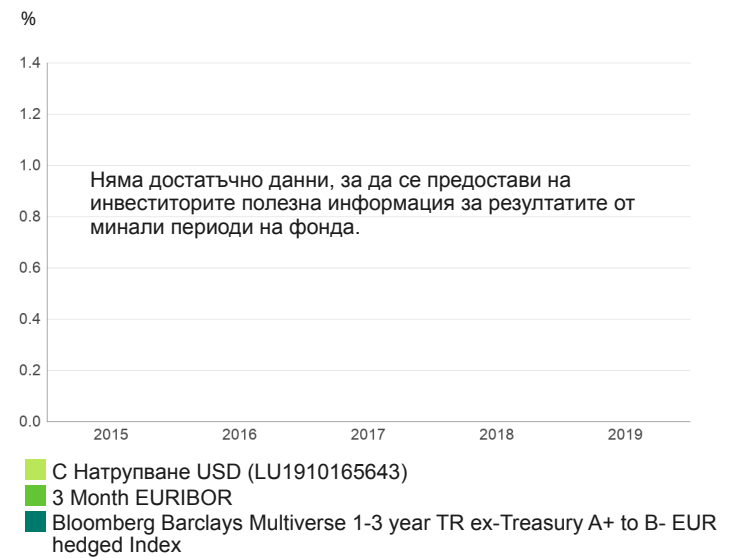 %
1.4
1.2
1.0
Няма достатъчно данни, за да се предостави на
инвеститорите полезна информация за резултатите от
минали периоди на фонда.
0.8
0.6
0.4
0.2
0.0
2015 2016 2017 2018 2019
C Натрупване USD (LU1910165643)
3 Month EURIBOR
Bloomberg Barclays Multiverse 1-3 year TR ex-Treasury A+ to B- EUR
hedged Index